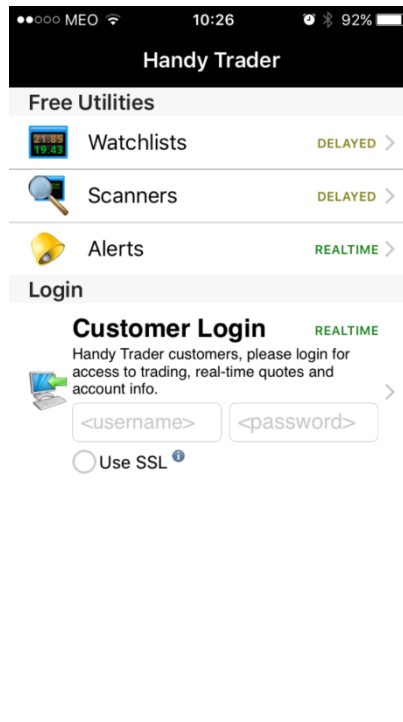 MEO 10:26 92%
Handy Trader
Free Utilities
21.85
19.43
Watchlists DELAYED
Scanners DELAYED
Alerts REALTIME
Login
Customer Login REALTIME
Handy Trader customers, please login for
access to trading, real-time quotes and
account info.
<username> <password>
Use SSL i